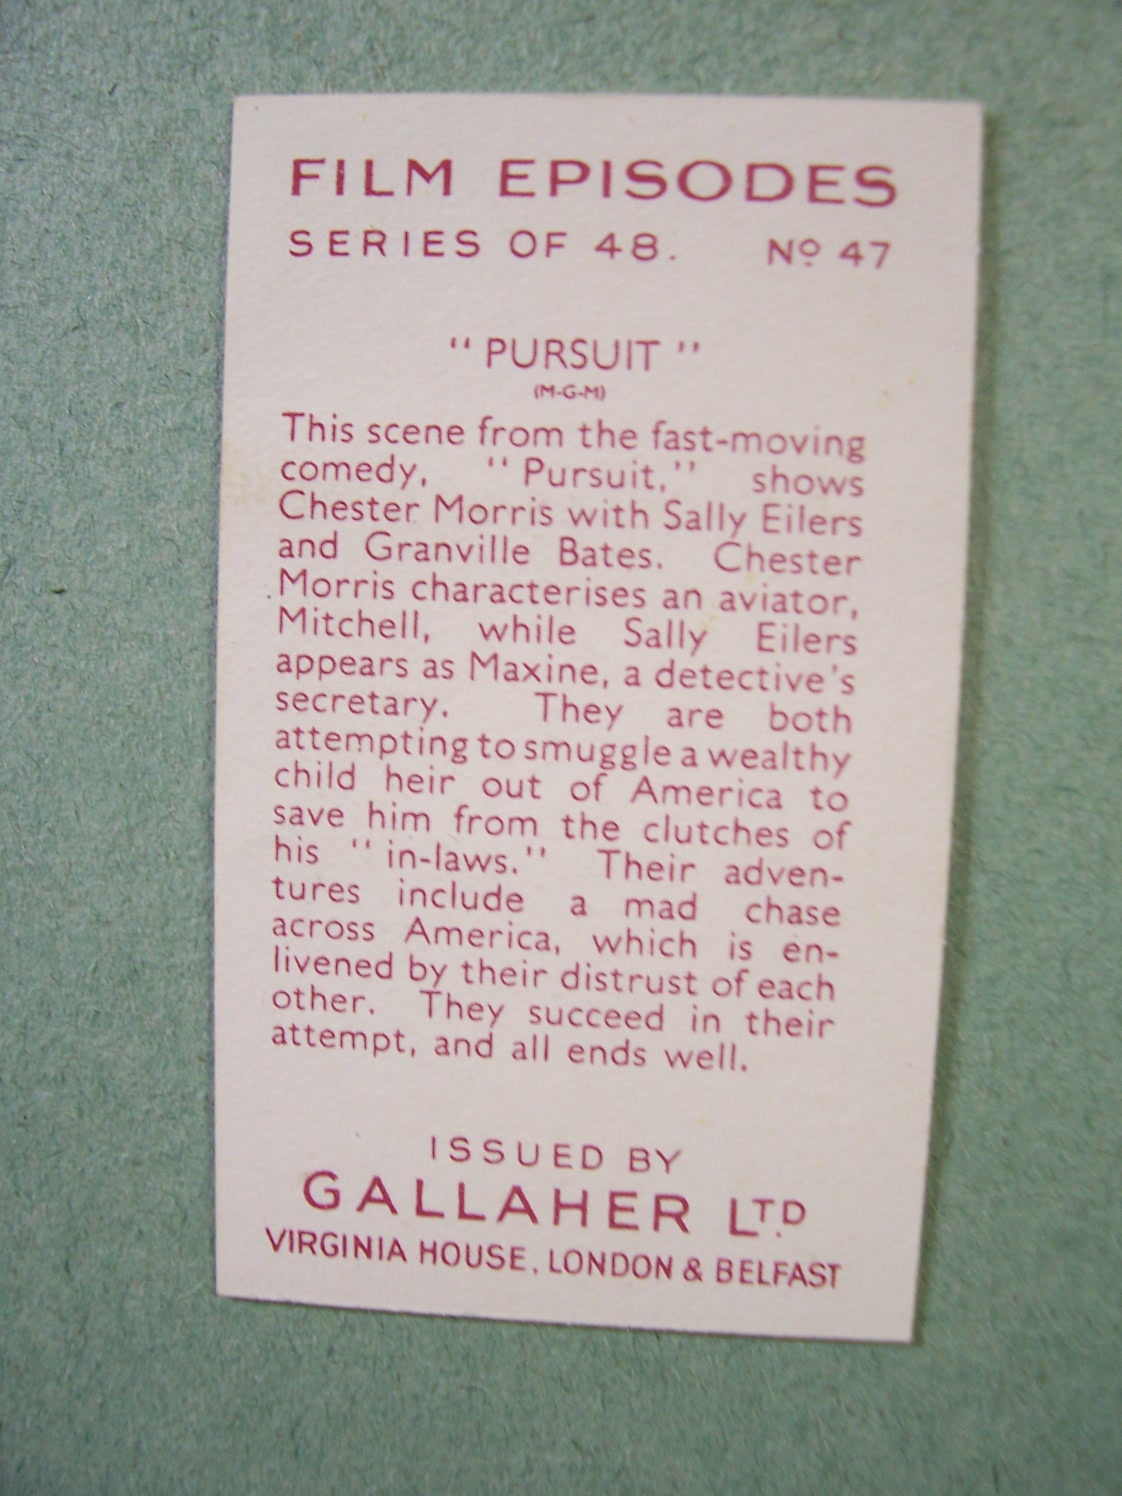 FILM EPISODES
SERIES OF 48. Nº 47
"PURSUIT"
(M-G-M)
This scene from the fast-moving
comedy, "Pursuit," shows
Chester Morris with Sally Eilers
and Granville Bates. Chester
Morris characterises an aviator,
Mitchell, while Sally Eilers
appears as Maxine, a detective's
secretary. They are both
attempting to smuggle a wealthy
child heir out of America to
save him from the clutches of
his "in-laws." Their adven-
tures include a mad chase
across America, which is en-
livened by their distrust of each
other. They succeed in their
attempt, and all ends well.
ISSUED BY
GALLAHER LTD
VIRGINIA HOUSE, LONDON & BELFAST